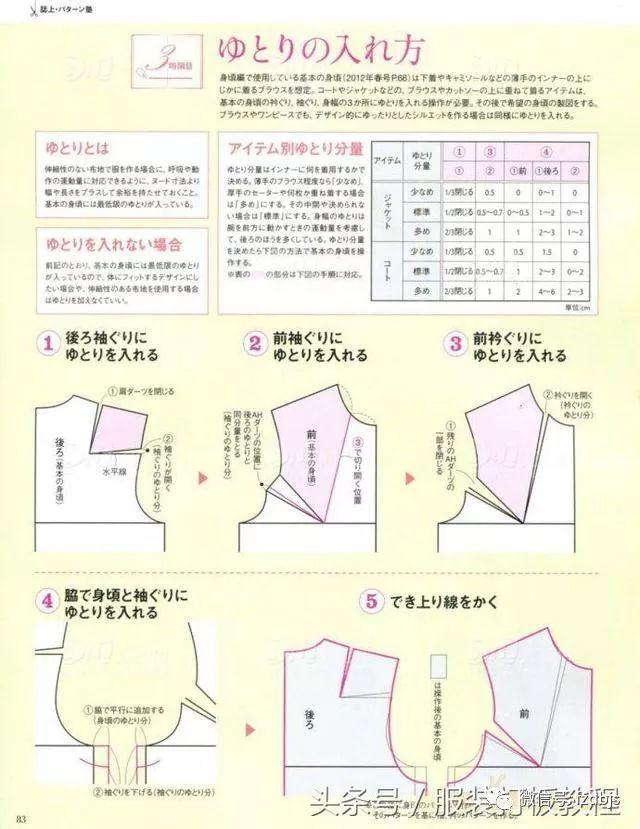 誌上・パターン塾
3時間目
ゆとりの入れ方
身頃編で使用している基本の身頃(2012年春号P.66)は下着やキャミソールなどの薄手のインナーの上に
じかに着るブラウスを想定。コートやジャケットなどの、ブラウスやカットソーの上に重ねて着るアイテムは、
基本の身頃の衿ぐり、袖ぐり、身幅の3か所にゆとりを入れる操作が必要。その後で希望の身頃の製図をする。
ブラウスやワンピースでも、デザイン的にゆったりとしたシルエットを作る場合は同様にゆとりを入れる。
ゆとりとは
伸縮性のない布地で服を作る場合に、呼吸や動
作の運動量に対応できるように、ヌード寸法より
幅や長さをプラスして余裕を持たせておくこと。
基本の身頃には最低限のゆとりが入っている。
ゆとりを入れない場合
前記のとおり、基本の身頃には最低限のゆとり
が入っているので、体にフィットするデザインにし
たい場合や、伸縮性のある布地を使用する場合
はゆとりを加えなくていい。
アイテム別ゆとり分量
ゆとり分量はインナーに何を着用するかで
決める。薄手のブラウス程度なら「少なめ」、
厚手のセーターや何枚か重ね着する場合
は「多め」にする。その中間や決められな
い場合は「標準」にする。身幅のゆとりは
腕を前方に動かすときの運動量を考慮し
て、後ろのほうを多くしている。ゆとり分量
を決めたら下図の方法で基本の身頃を操
作する。
※表の の部分は下図の手順に対応。
アイテム ゆとり分量 ① ③ ④
① ② ①前 ①後ろ ②
ジャケット
少なめ 1/3閉じる 0.5 0 0〜1 0
標準 1/2閉じる 0.5〜0.7 0〜0.5 1〜2 0〜1
多め 2/3閉じる 1 1 2〜3 1〜2
コート
少なめ 1/3閉じる 0.5 0.5 1.5 0
標準 1/2閉じる 0.5〜0.7 1 2〜3 0〜2
多め 2/3閉じる 1 2 4〜6 2〜3
単位:cm
① 後ろ袖ぐりに
ゆとりを入れる
①肩ダーツを閉じる
②袖ぐりが開く
(袖ぐりのゆとり分)
水平線
後ろ(基本の身頃)
② 前袖ぐりに
ゆとりを入れる
AHダーツの位置に
後ろのゆとりと
同分量をとる
(袖ぐりのゆとり分)
前(基本の身頃)
③で切り開く位置
③ 前衿ぐりに
ゆとりを入れる
②衿ぐりを開く
(衿ぐりの
ゆとり分)
①残りのAHダーツの
一部を閉じる
前(基本の身頃)
④ 脇で身頃と袖ぐりに
ゆとりを入れる
①脇で平行に追加する
(身頃のゆとり分)
②袖ぐりを下げる(袖ぐりのゆとり分)
⑤ でき上り線をかく
後ろ
は操作後の基本の身頃
前
頭条号/服装打版教程
83